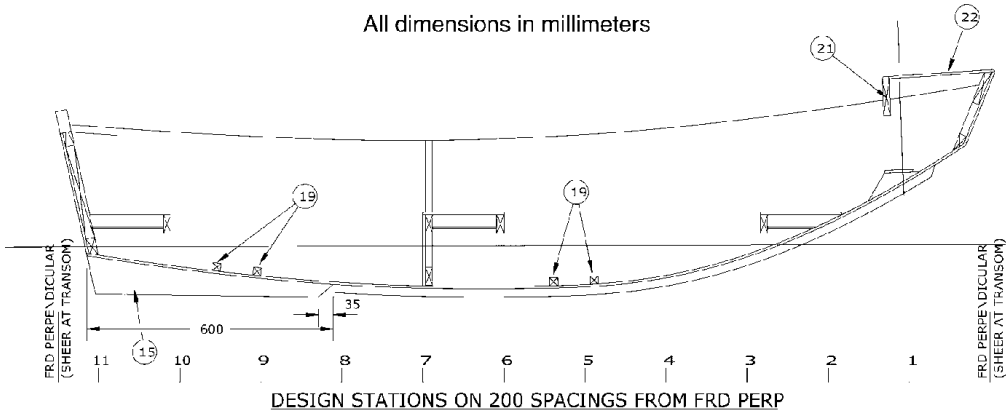 All dimensions in millimeters
22
21
19
19
35
600
15
FRD PERPENDICULAR
(SHEER AT TRANSOM)
FRD PERPENDICULAR
(SHEER AT TRANSOM)
11 10 9 8 7 6 5 4 3 2 1
DESIGN STATIONS ON 200 SPACINGS FROM FRD PERP